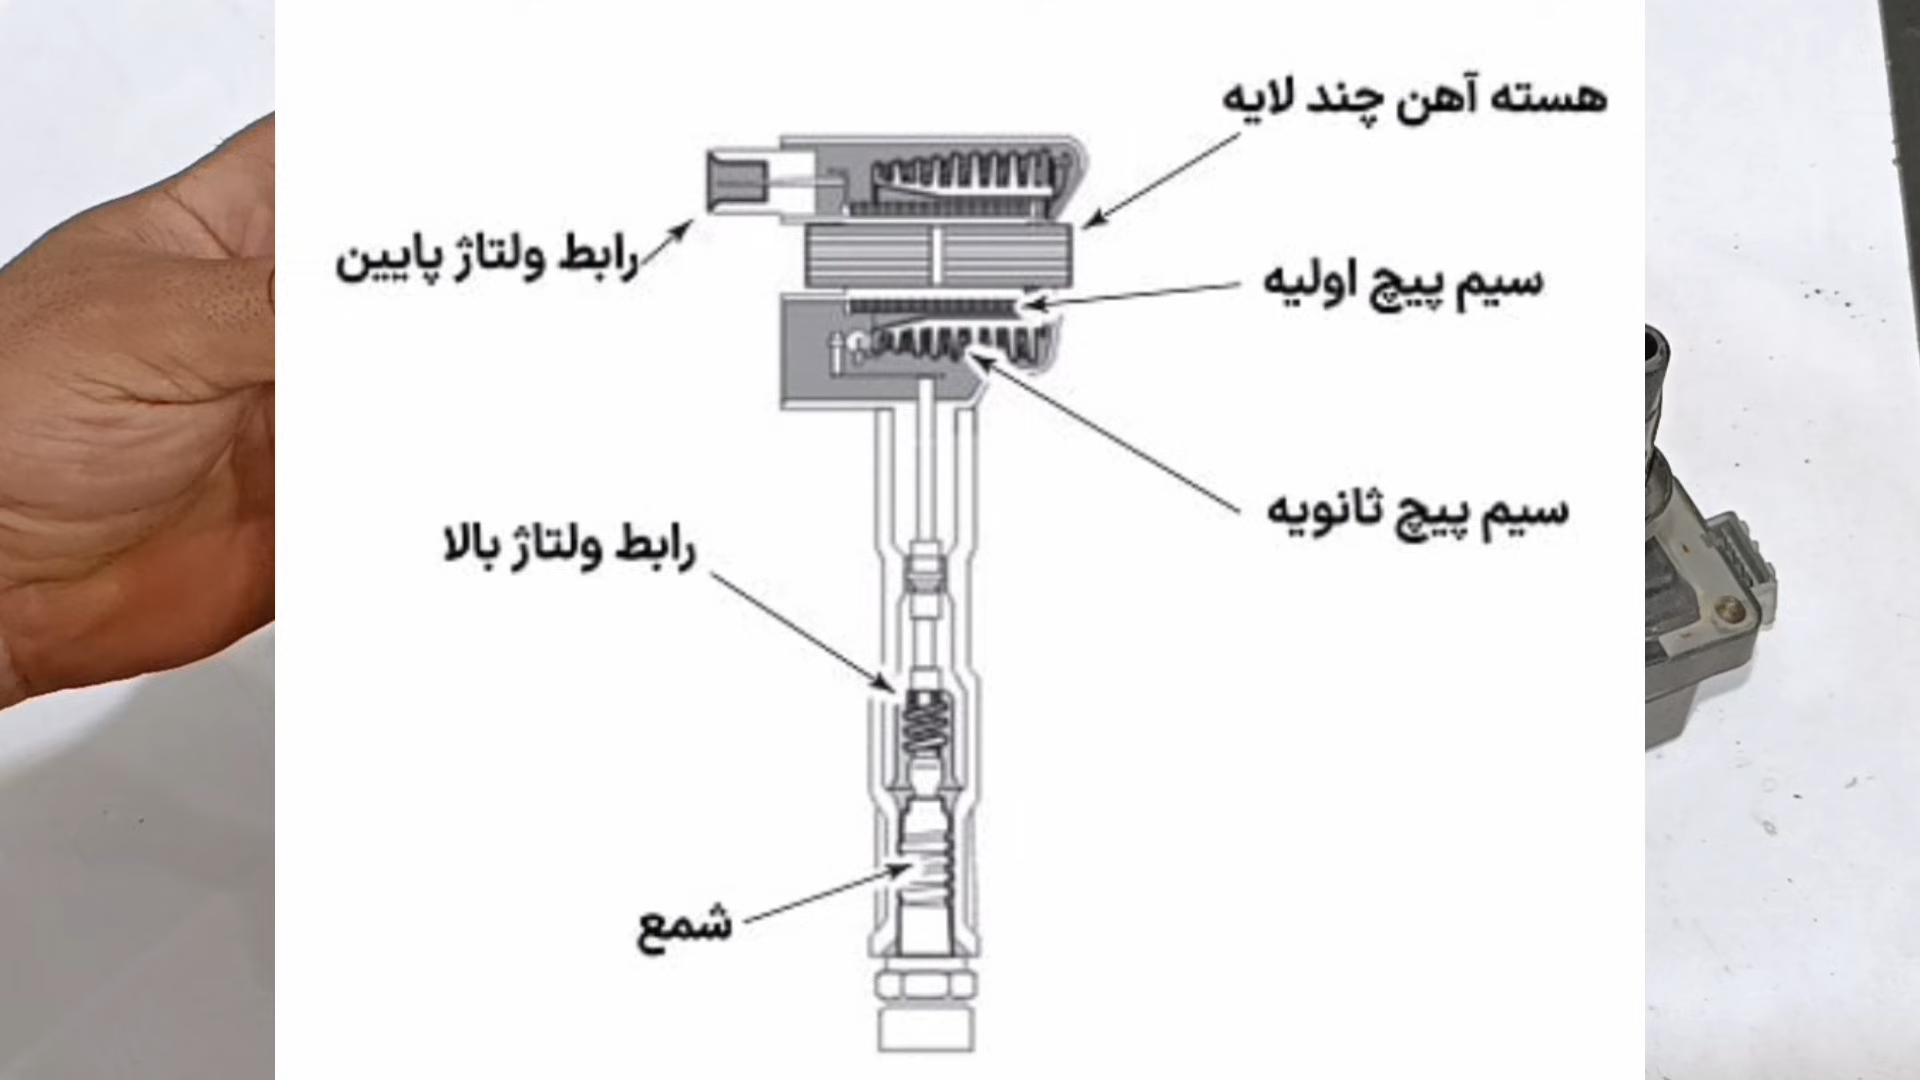 هسته آهن چند لایه
رابط ولتاژ پایین
سیم پیچ اولیه
سیم پیچ ثانویه
رابط ولتاژ بالا
شمع